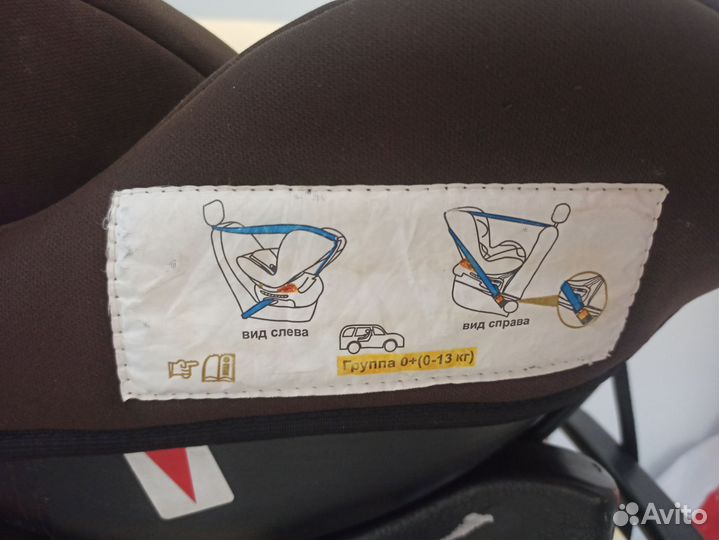 вид слева
вид справа
Группа 0+(0-13 кг)
Avito